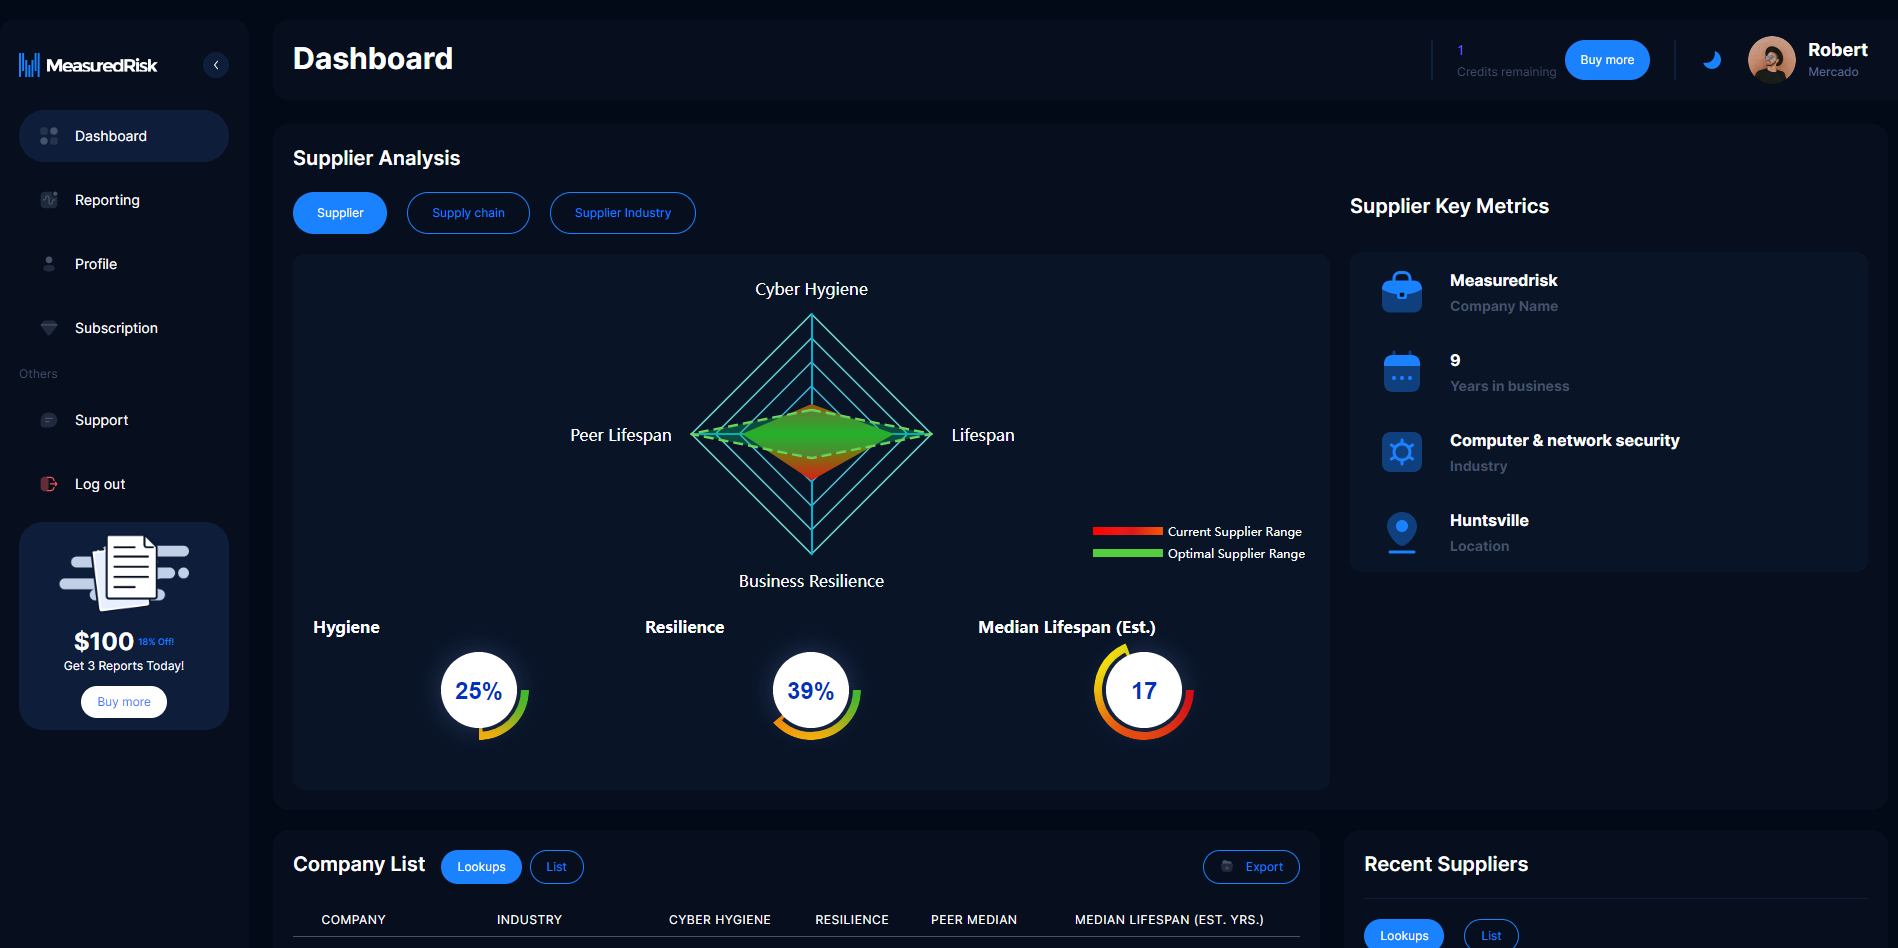 MeasuredRisk
Dashboard
Reporting
Profile
Subscription
Others
Support
Log out
$100 18% Off!
Get 3 Reports Today!
Buy more
Dashboard
1
Credits remaining
Buy more
Robert
Mercado
Supplier Analysis
Supplier
Supply chain
Supplier Industry
Cyber Hygiene
Peer Lifespan
Lifespan
Business Resilience
Current Supplier Range
Optimal Supplier Range
Hygiene
25%
Resilience
39%
Median Lifespan (Est.)
17
Supplier Key Metrics
Measuredrisk
Company Name
9
Years in business
Computer & network security
Industry
Huntsville
Location
Company List
Lookups
List
Export
COMPANY INDUSTRY CYBER HYGIENE RESILIENCE PEER MEDIAN MEDIAN LIFESPAN (EST. YRS.)
Recent Suppliers
Lookups
List